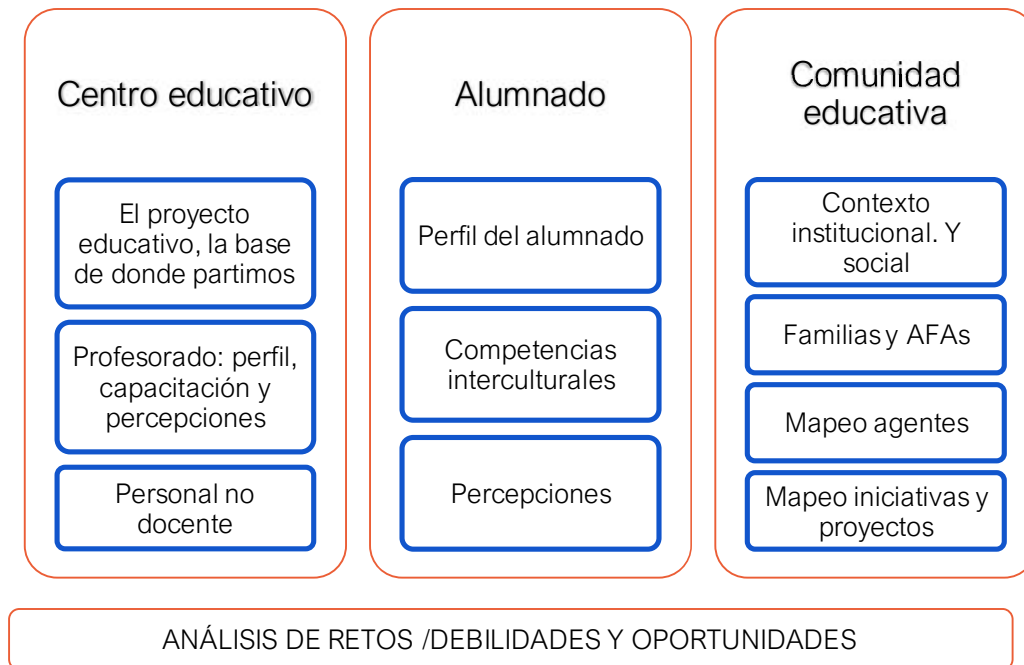 Centro educativo
El proyecto
educativo, la base
de donde partimos
Profesorado: perfil,
capacitación y
percepciones
Personal no
docente
Alumnado
Perfil del alumnado
Competencias
interculturales
Percepciones
Comunidad
educativa
Contexto
institucional. Y
social
Familias y AFAs
Mapeo agentes
Mapeo iniciativas y
proyectos
ANÁLISIS DE RETOS /DEBILIDADES Y OPORTUNIDADES